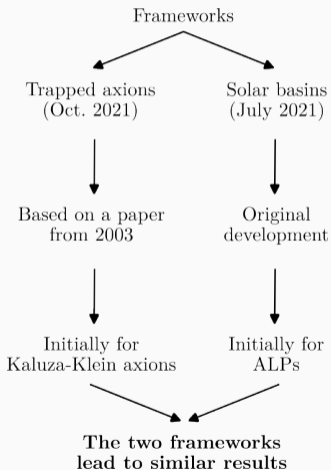 Frameworks
Trapped axions
(Oct. 2021)
Solar basins
(July 2021)
Based on a paper
from 2003
Original
development
Initially for
Kaluza-Klein axions
Initially for
ALPs
The two frameworks
lead to similar results